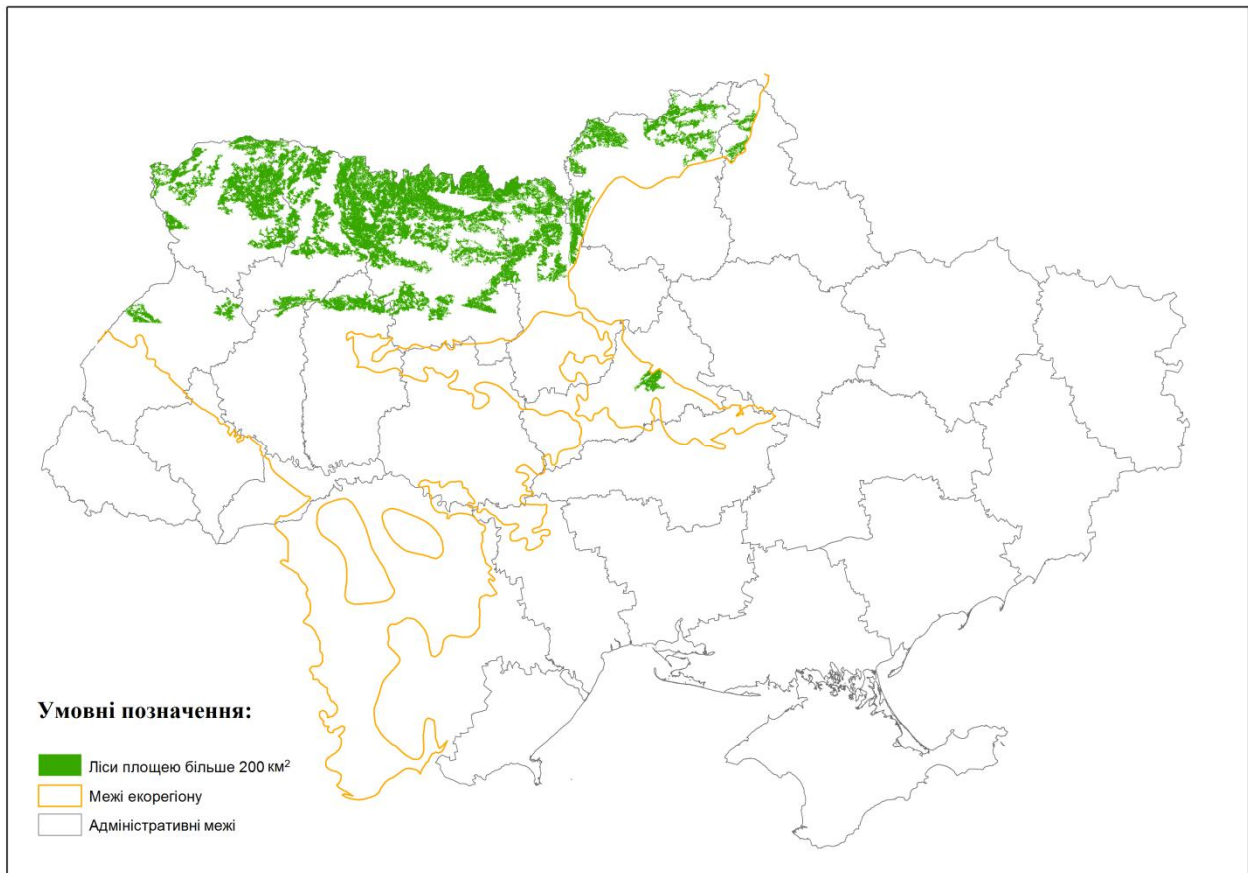 Умовні позначення:
Ліси площею більше 200 км²
Межі екорегіону
Адміністративні межі